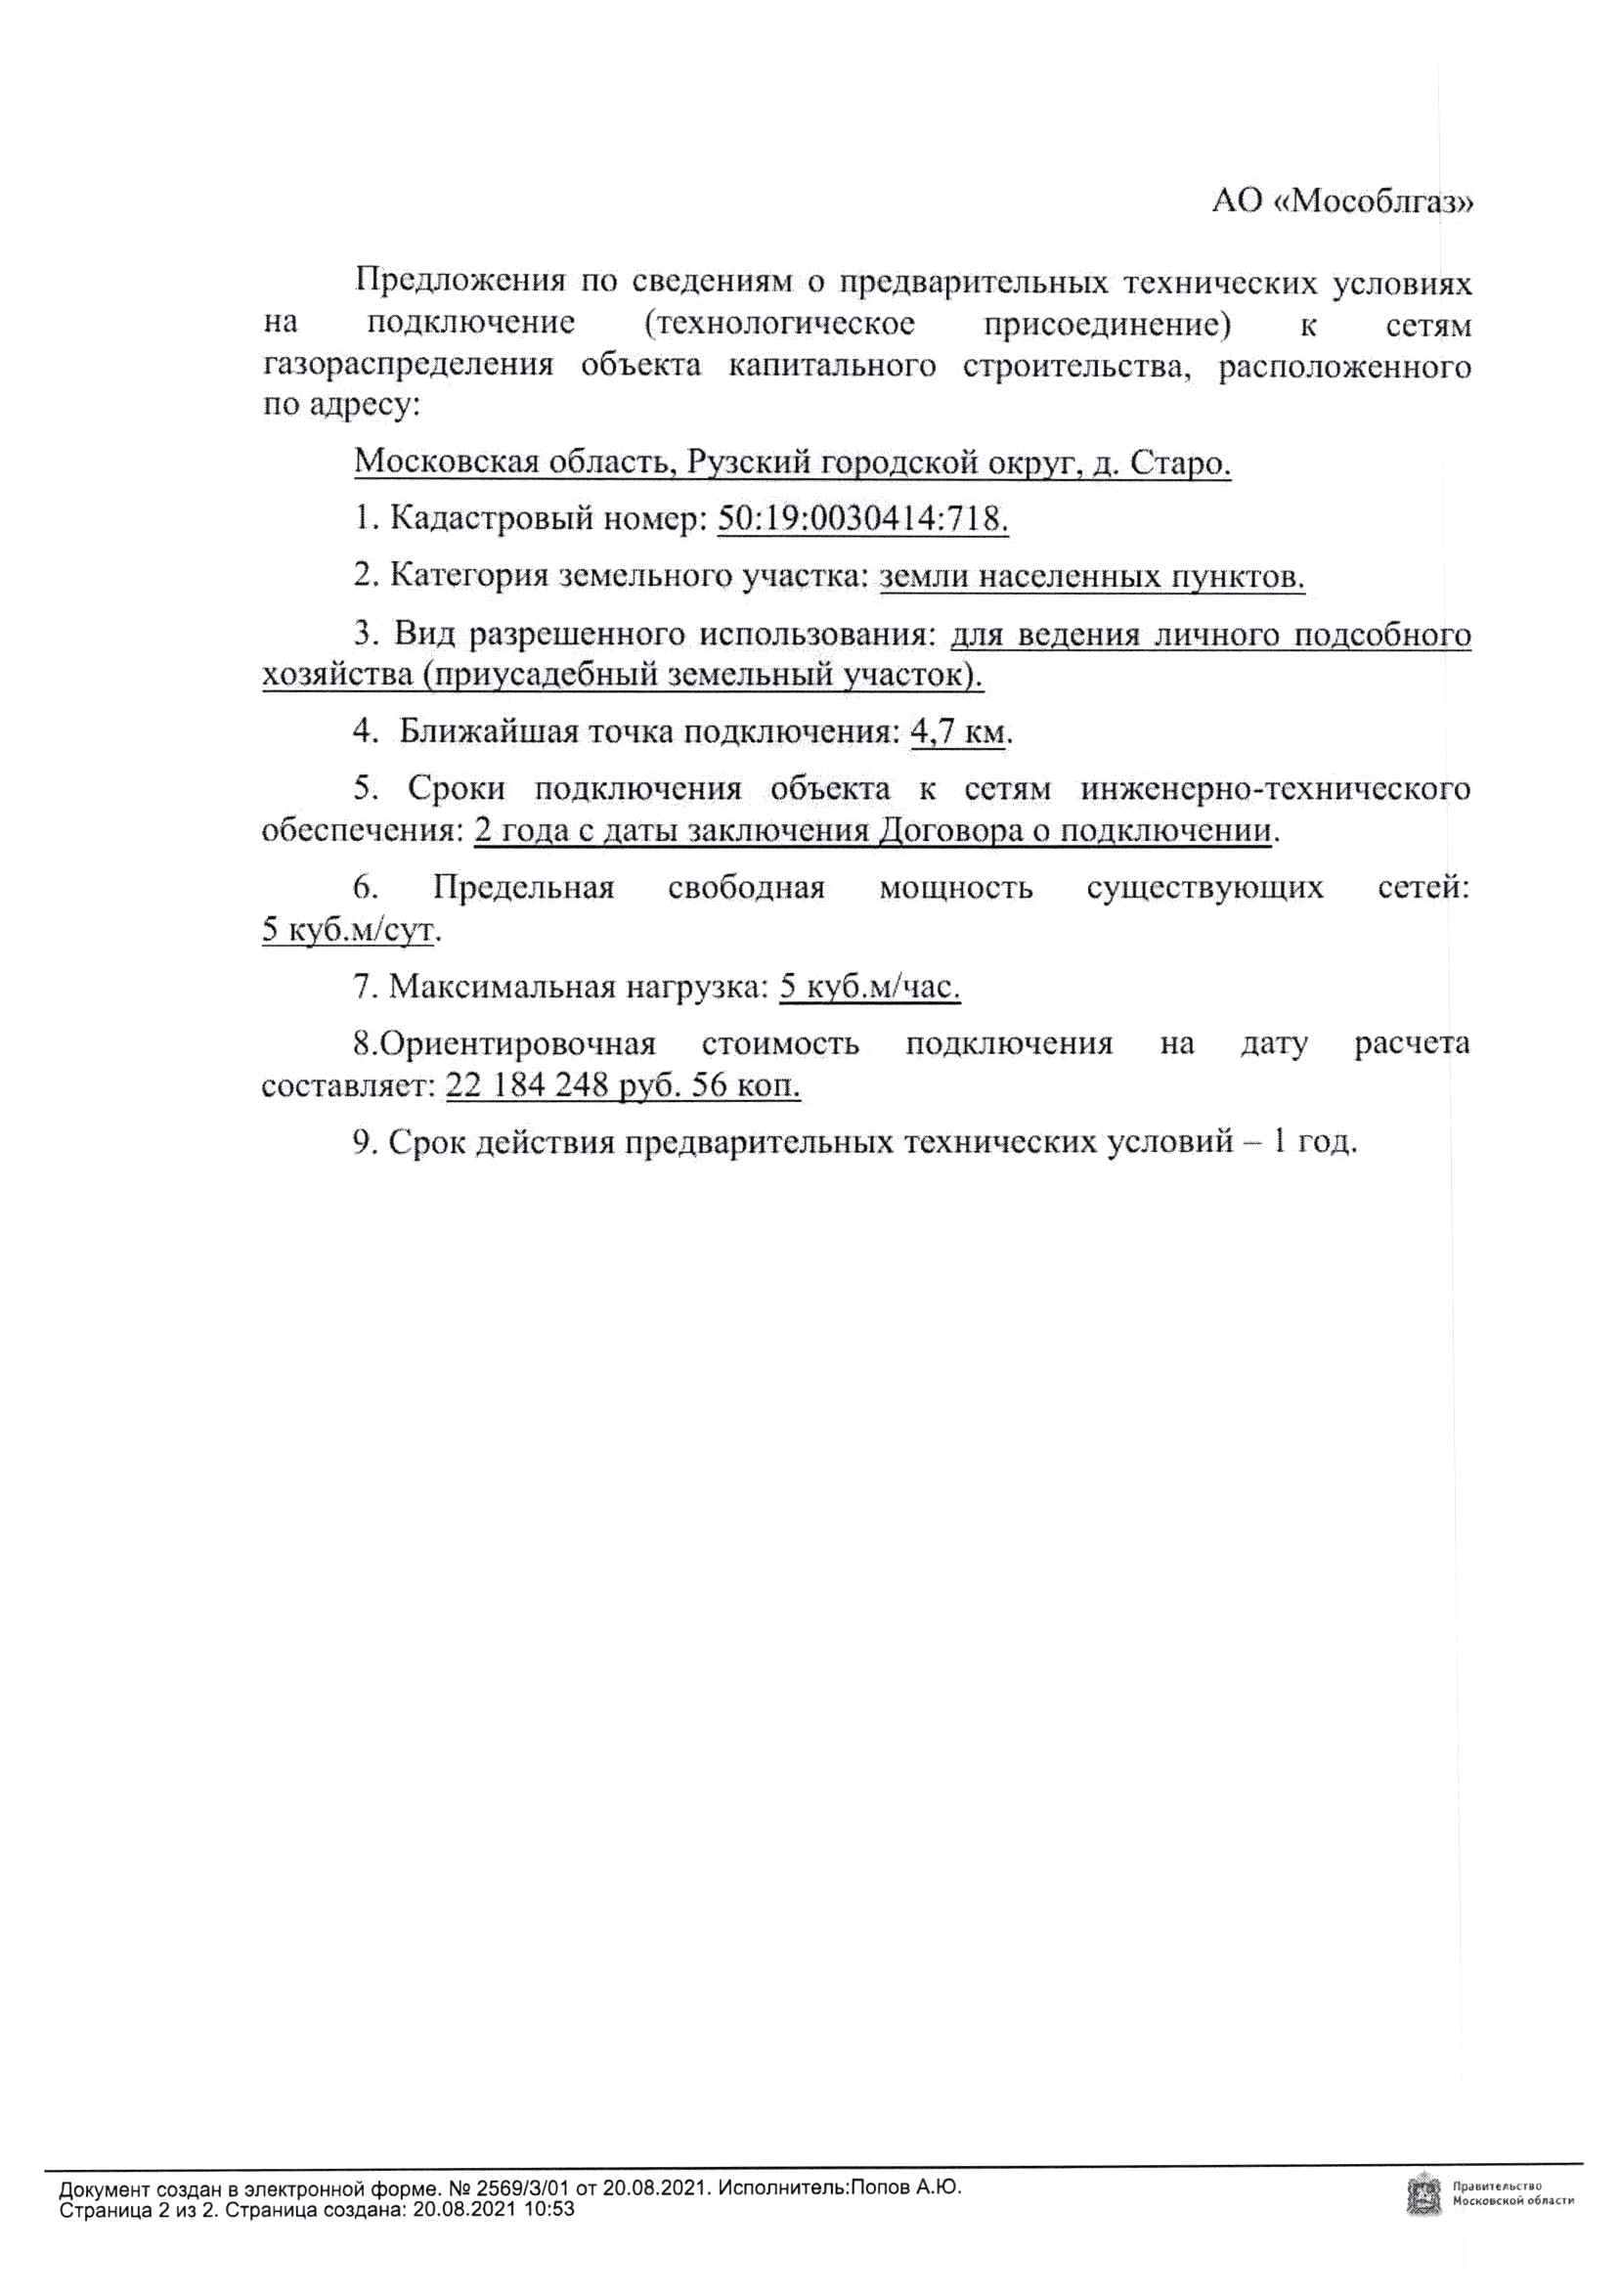 АО «Мособлгаз»
Предложения по сведениям о предварительных технических условиях
на подключение (технологическое присоединение) к сетям
газораспределения объекта капитального строительства, расположенного
по адресу:
Московская область, Рузский городской округ, д. Старо.
1. Кадастровый номер: 50:19:0030414:718.
2. Категория земельного участка: земли населенных пунктов.
3. Вид разрешенного использования: для ведения личного подсобного
хозяйства (приусадебный земельный участок).
4. Ближайшая точка подключения: 4,7 км.
5. Сроки подключения объекта к сетям инженерно-технического
обеспечения: 2 года с даты заключения Договора о подключении.
6. Предельная свободная мощность существующих сетей:
5 куб.м/сут.
7. Максимальная нагрузка: 5 куб.м/час.
8.Ориентировочная стоимость подключения на дату расчета
составляет: 22 184 248 руб. 56 коп.
9. Срок действия предварительных технических условий – 1 год.
Документ создан в электронной форме. № 2569/3/01 от 20.08.2021. Исполнитель:Попов А.Ю.
Страница 2 из 2. Страница создана: 20.08.2021 10:53
Правительство
Московской области